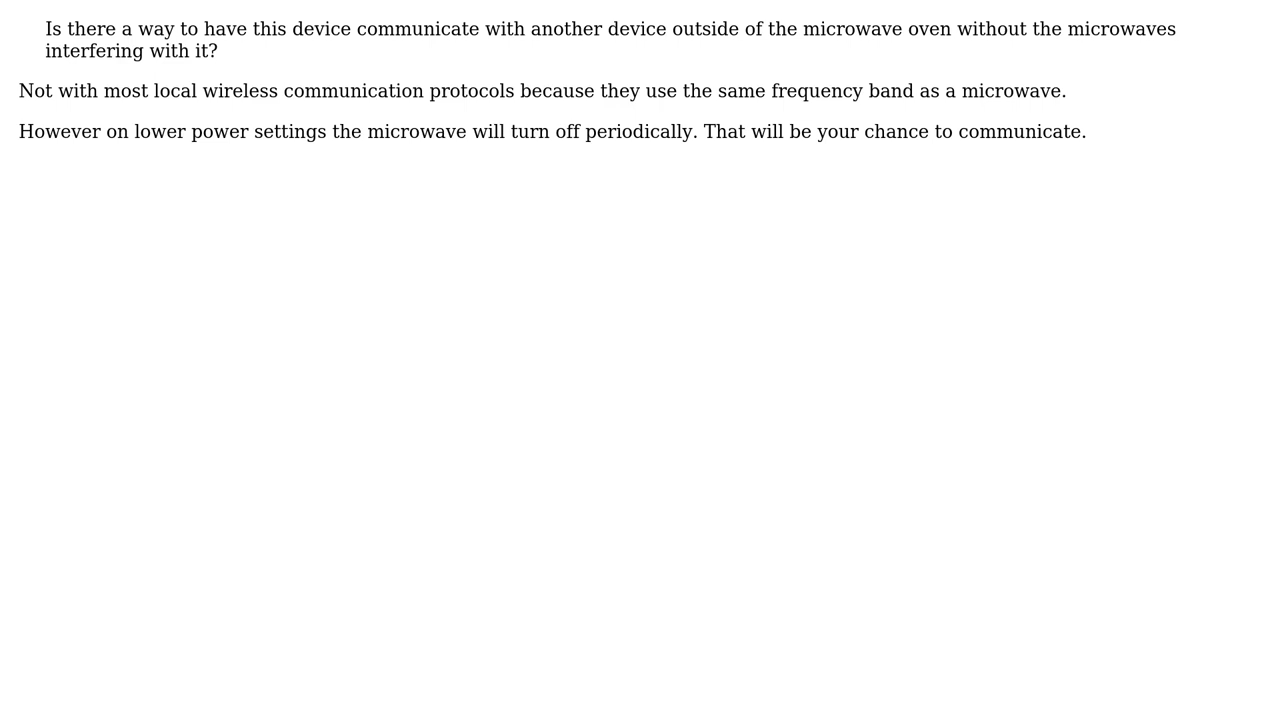 Is there a way to have this device communicate with another device outside of the microwave oven without the microwaves
interfering with it?
Not with most local wireless communication protocols because they use the same frequency band as a microwave.
However on lower power settings the microwave will turn off periodically. That will be your chance to communicate.